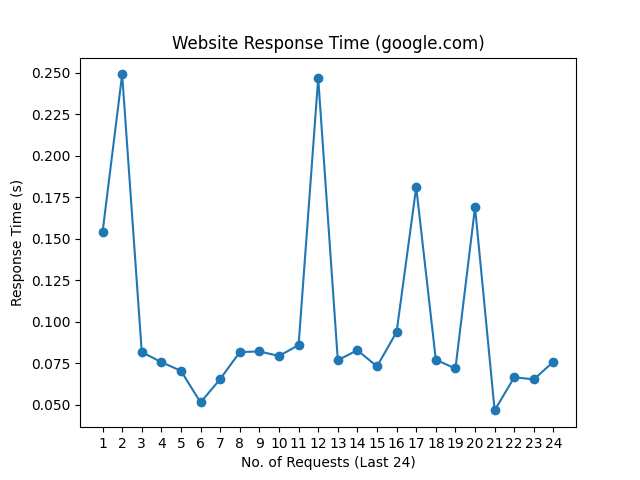 Website Response Time (google.com)
0.250
0.225
0.200
0.175
0.150
0.125
0.100
0.075
0.050
Response Time (s)
1 2 3 4 5 6 7 8 9 10 11 12 13 14 15 16 17 18 19 20 21 22 23 24
No. of Requests (Last 24)